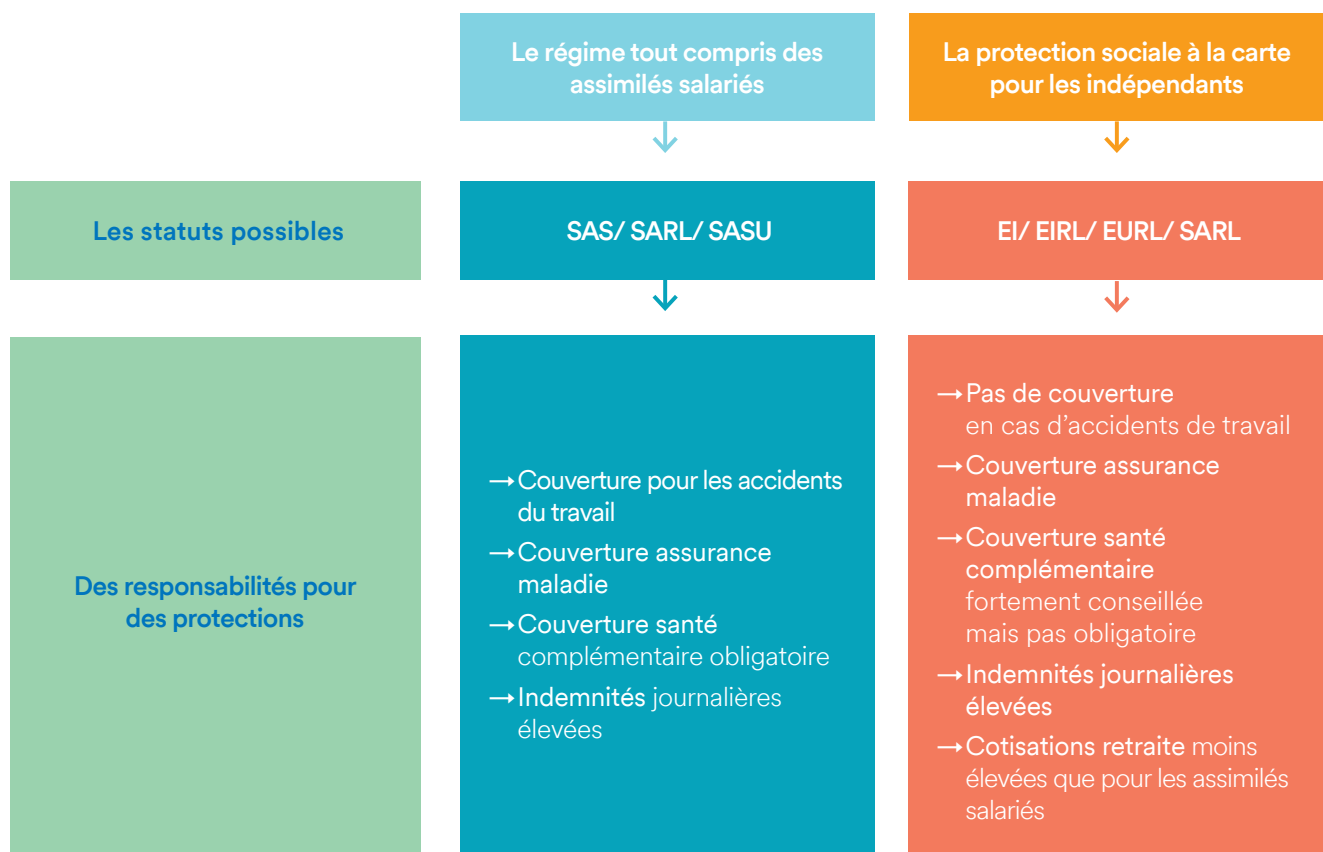 Le régime tout compris des
assimilés salariés
La protection sociale à la carte
pour les indépendants
Les statuts possibles
SAS/ SARL/ SASU
EI/ EIRL/ EURL/ SARL
Des responsabilités pour
des protections
→Couverture pour les accidents
du travail
→Couverture assurance
maladie
→Couverture santé
complémentaire obligatoire
→Indemnités journalières
élevées
→Pas de couverture
en cas d’accidents de travail
→Couverture assurance
maladie
→Couverture santé
complémentaire
fortement conseillée
mais pas obligatoire
→Indemnités journalières
élevées
→Cotisations retraite moins
élevées que pour les assimilés
salariés